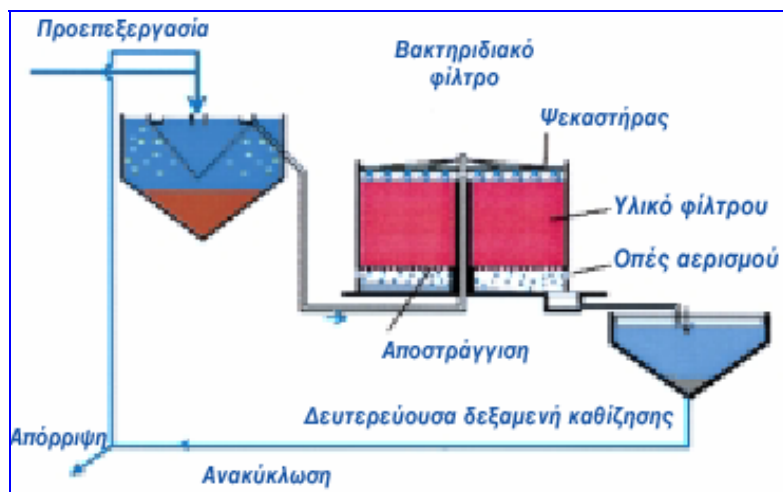 Προεπεξεργασία
Βακτηριδιακό
φίλτρο
Ψεκαστήρας
Υλικό φίλτρου
Οπές αερισμού
Αποστράγγιση
Δευτερεύουσα δεξαμενή καθίζησης
Απόρριψη
Ανακύκλωση